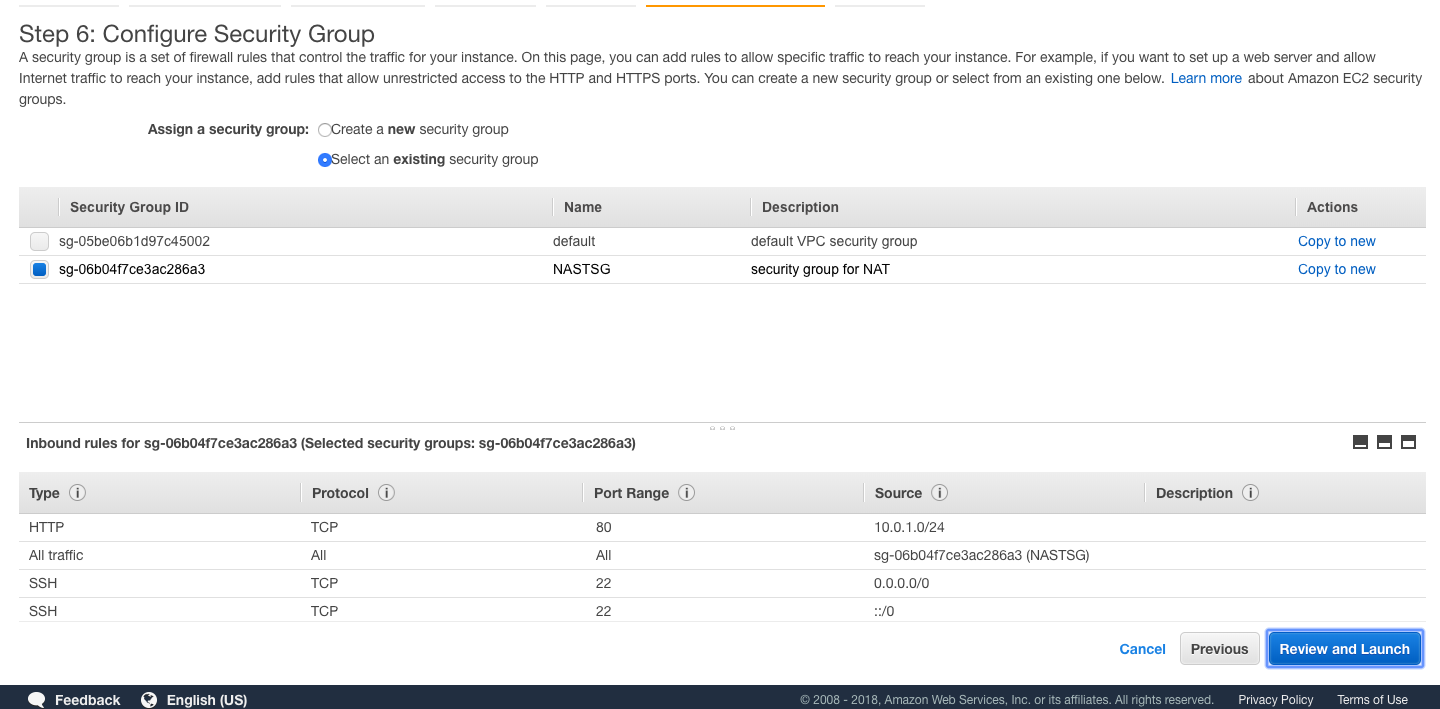 Step 6: Configure Security Group
A security group is a set of firewall rules that control the traffic for your instance. On this page, you can add rules to allow specific traffic to reach your instance. For example, if you want to set up a web server and allow
Internet traffic to reach your instance, add rules that allow unrestricted access to the HTTP and HTTPS ports. You can create a new security group or select from an existing one below. Learn more about Amazon EC2 security
groups.
Assign a security group: Create a new security group
Select an existing security group
Security Group ID Name Description Actions
sg-05be06b1d97c45002 default default VPC security group Copy to new
sg-06b04f7ce3ac286a3 NASTSG security group for NAT Copy to new
Inbound rules for sg-06b04f7ce3ac286a3 (Selected security groups: sg-06b04f7ce3ac286a3)
Type i Protocol i Port Range i Source i Description i
HTTP TCP 80 10.0.1.0/24
All traffic All All sg-06b04f7ce3ac286a3 (NASTSG)
SSH TCP 22 0.0.0.0/0
SSH TCP 22 ::/0
Cancel Previous Review and Launch
Feedback English (US) © 2008 - 2018, Amazon Web Services, Inc. or its affiliates. All rights reserved. Privacy Policy Terms of Use